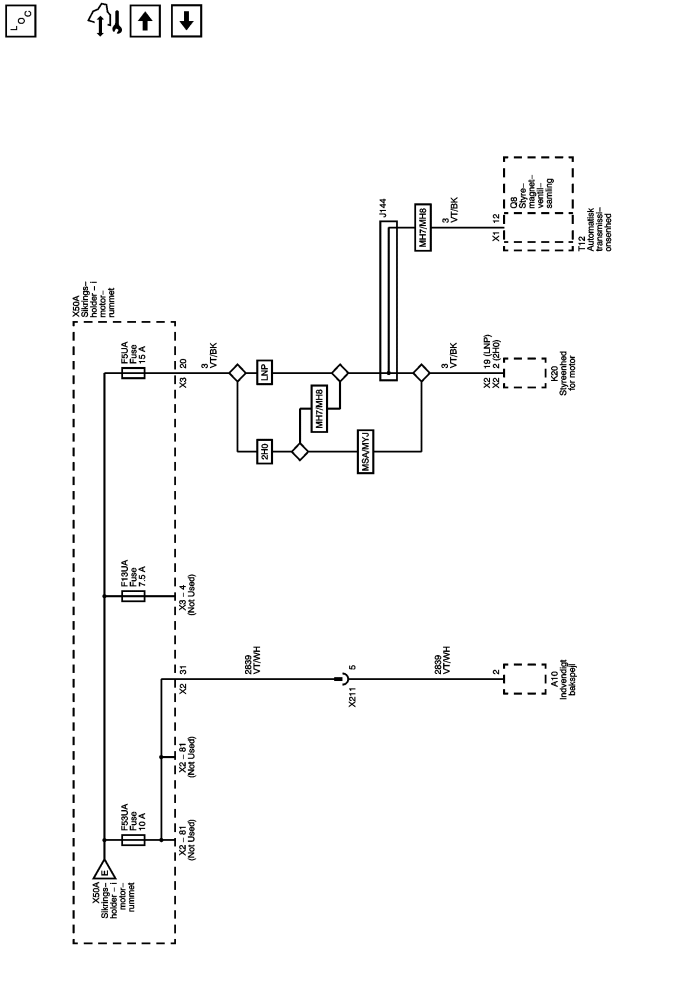 LOC
X50A
Sikrings–
holder – i
motor–
rummet
E
F53UA
Fuse
10 A
X2 – 81
(Not Used)
X2 – 81
(Not Used)
X2
31
2839
VT/WH
X211
5
2839
VT/WH
2
A10
Indvendigt
bakspejl
F13UA
Fuse
7.5 A
X3 – 4
(Not Used)
X50A
Sikrings–
holder – i
motor–
rummet
F5UA
Fuse
15 A
X3
20
3
VT/BK
2H0
LNP
MH7/MH8
MSA/MYJ
J144
3
VT/BK
X2 19 (LNP)
X2 2 (2H0)
K20
Styreenhed
for motor
MH7/MH8
3
VT/BK
X1
12
Q8
Styre–
magnet–
ventil–
samling
T12
Automatisk
transmissi–
onsenhed